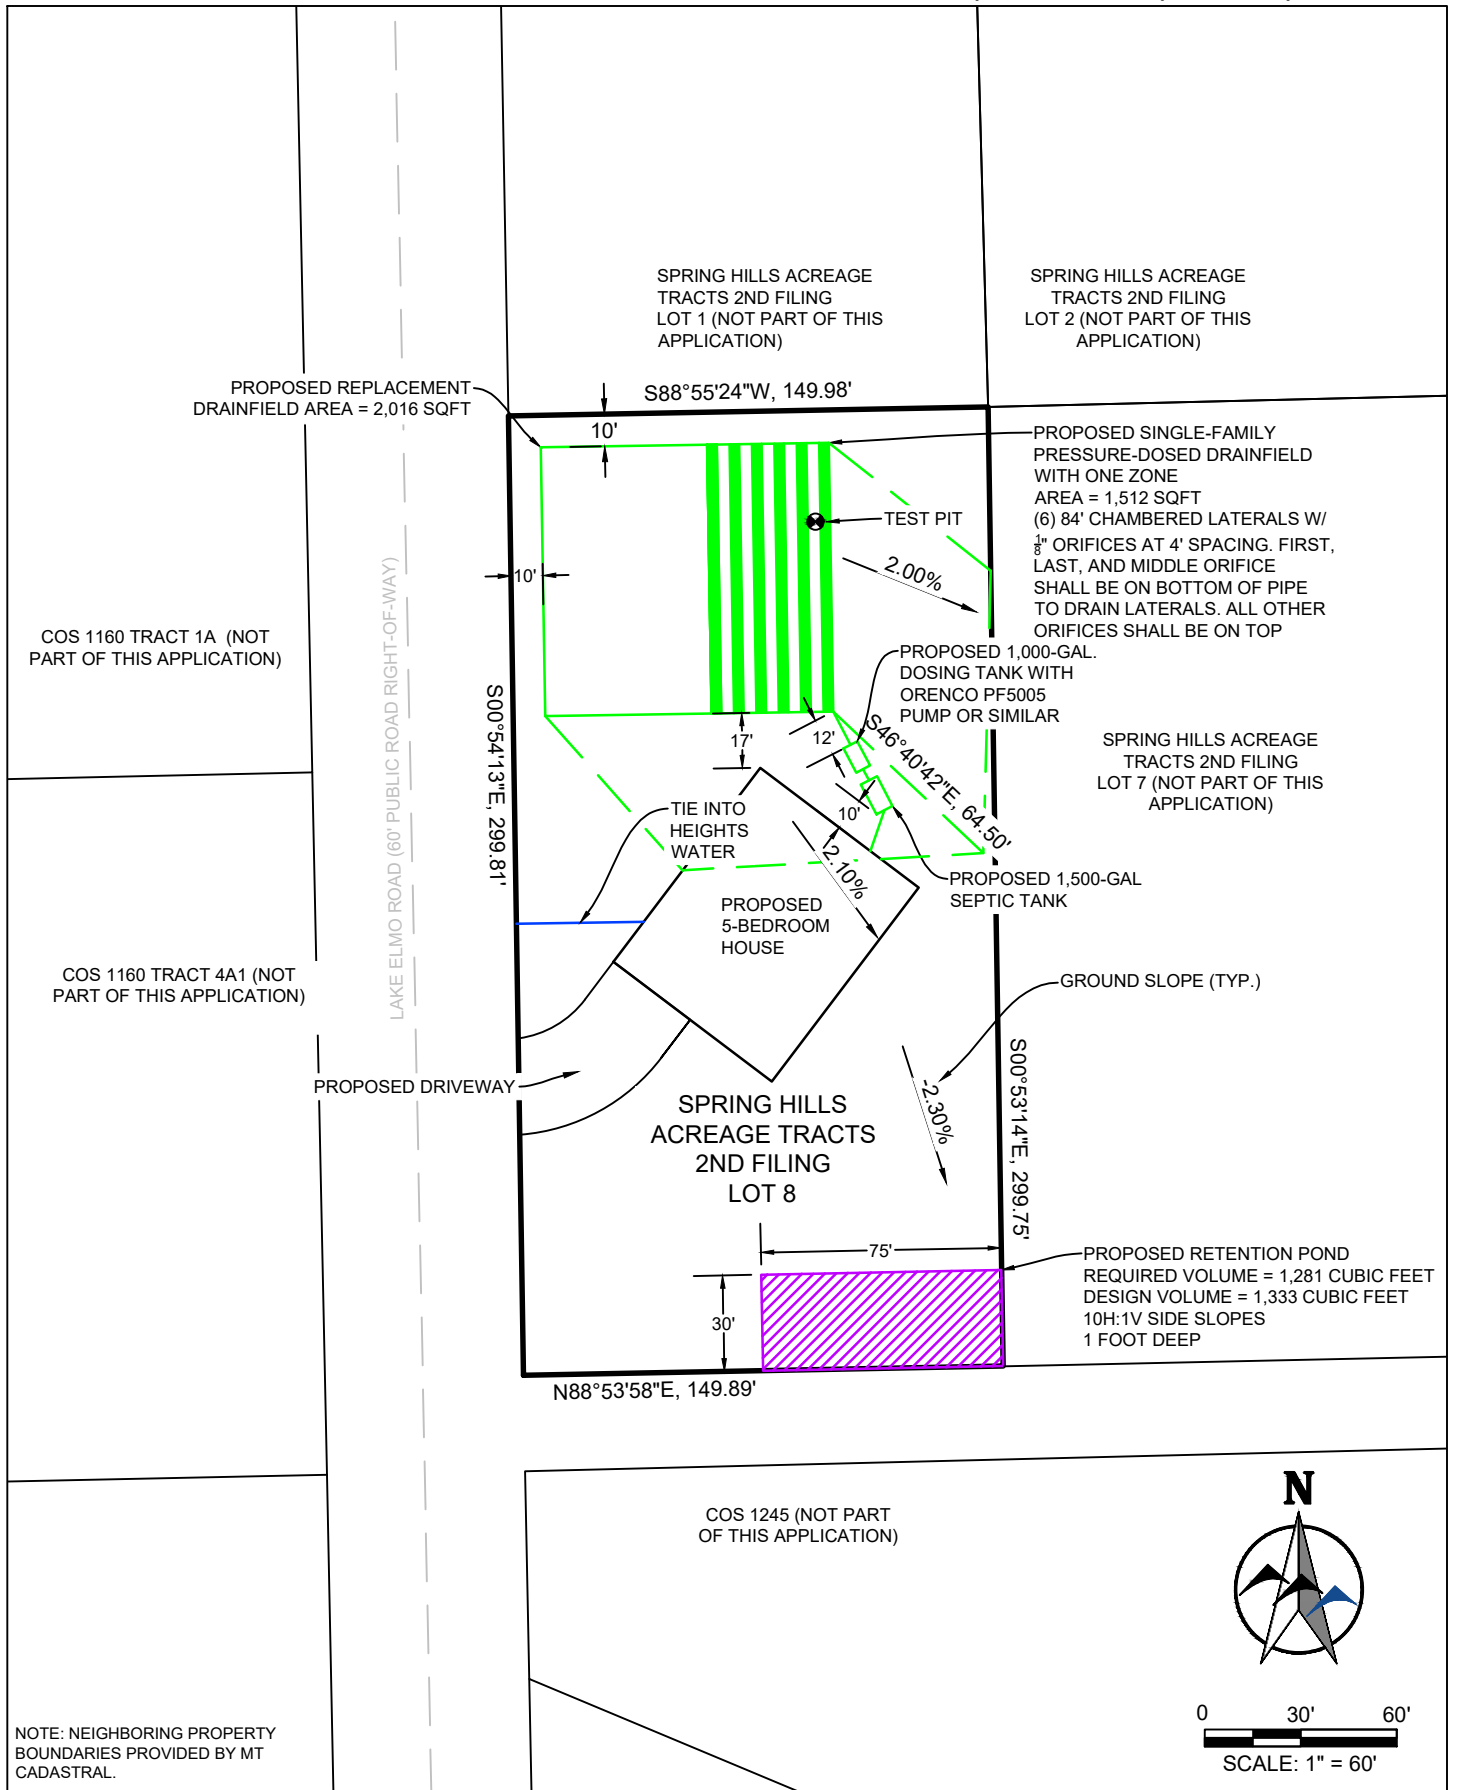 SPRING HILLS ACREAGE
TRACTS 2ND FILING
LOT 1 (NOT PART OF THIS
APPLICATION)
SPRING HILLS ACREAGE
TRACTS 2ND FILING
LOT 2 (NOT PART OF THIS
APPLICATION)
PROPOSED REPLACEMENT
DRAINFIELD AREA = 2,016 SQFT
S88°55'24"W, 149.98'
10'
PROPOSED SINGLE-FAMILY
PRESSURE-DOSED DRAINFIELD
WITH ONE ZONE
AREA = 1,512 SQFT
(6) 84' CHAMBERED LATERALS W/
1/8" ORIFICES AT 4' SPACING. FIRST,
LAST, AND MIDDLE ORIFICE
SHALL BE ON BOTTOM OF PIPE
TO DRAIN LATERALS. ALL OTHER
ORIFICES SHALL BE ON TOP
TEST PIT
2.00%
10'
COS 1160 TRACT 1A (NOT
PART OF THIS APPLICATION)
LAKE ELMO ROAD (60' PUBLIC ROAD RIGHT-OF-WAY)
S00°54'13"E, 299.81'
PROPOSED 1,000-GAL.
DOSING TANK WITH
ORENCO PF5005
PUMP OR SIMILAR
17'
12'
S46°40'42"E, 64.50'
SPRING HILLS ACREAGE
TRACTS 2ND FILING
LOT 7 (NOT PART OF THIS
APPLICATION)
TIE INTO
HEIGHTS
WATER
10'
-2.10%
PROPOSED 1,500-GAL
SEPTIC TANK
PROPOSED
5-BEDROOM
HOUSE
COS 1160 TRACT 4A1 (NOT
PART OF THIS APPLICATION)
GROUND SLOPE (TYP.)
PROPOSED DRIVEWAY
-2.30%
S00°53'14"E, 299.75'
SPRING HILLS
ACREAGE TRACTS
2ND FILING
LOT 8
75'
30'
PROPOSED RETENTION POND
REQUIRED VOLUME = 1,281 CUBIC FEET
DESIGN VOLUME = 1,333 CUBIC FEET
10H:1V SIDE SLOPES
1 FOOT DEEP
N88°53'58"E, 149.89'
COS 1245 (NOT PART
OF THIS APPLICATION)
N
0 30' 60'
SCALE: 1" = 60'
NOTE: NEIGHBORING PROPERTY
BOUNDARIES PROVIDED BY MT
CADASTRAL.